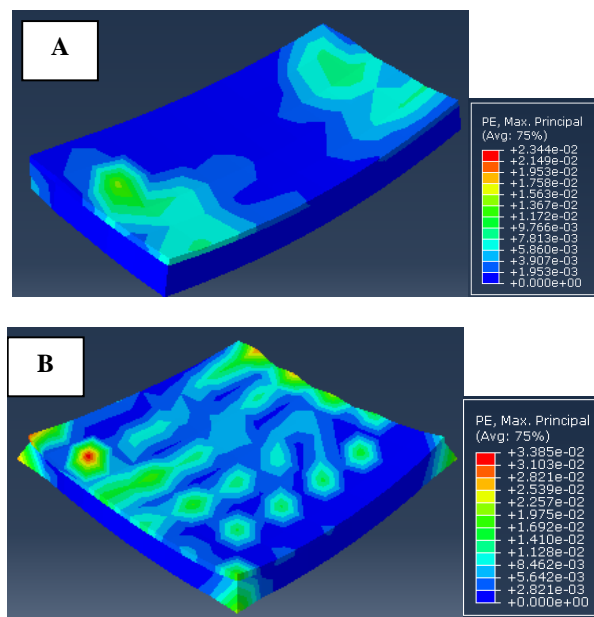 A
PE, Max. Principal
(Avg: 75%)
+2.344e-02
+2.149e-02
+1.953e-02
+1.758e-02
+1.563e-02
+1.367e-02
+1.172e-02
+9.766e-03
+7.813e-03
+5.860e-03
+3.907e-03
+1.953e-03
+0.000e+00
B
PE, Max. Principal
(Avg: 75%)
+3.385e-02
+3.103e-02
+2.821e-02
+2.539e-02
+2.257e-02
+1.975e-02
+1.692e-02
+1.410e-02
+1.128e-02
+8.462e-03
+5.642e-03
+2.821e-03
+0.000e+00